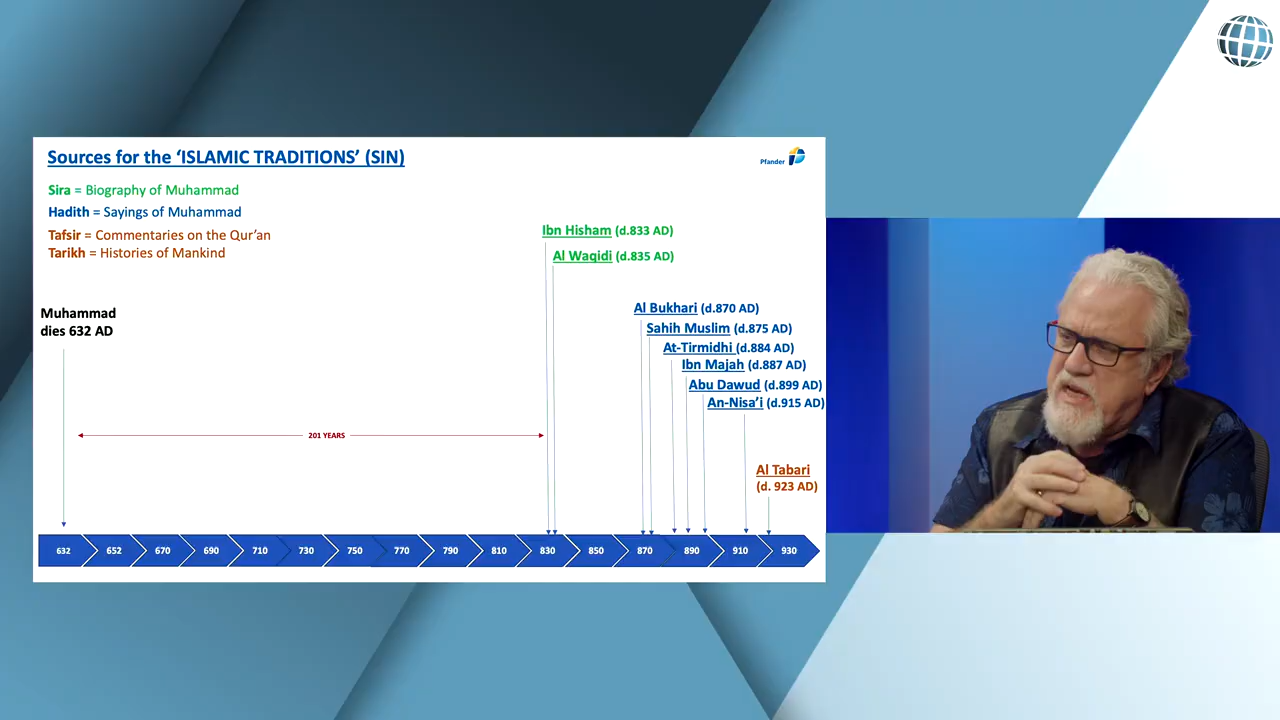 Sources for the ‘ISLAMIC TRADITIONS’ (SIN)
Pfander
Sira = Biography of Muhammad
Hadith = Sayings of Muhammad
Tafsir = Commentaries on the Qur’an
Tarikh = Histories of Mankind
Ibn Hisham (d.833 AD)
Al Waqidi (d.835 AD)
Muhammad
dies 632 AD
Al Bukhari (d.870 AD)
Sahih Muslim (d.875 AD)
At-Tirmidhi (d.884 AD)
Ibn Majah (d.887 AD)
Abu Dawud (d.899 AD)
An-Nisa’i (d.915 AD)
201 YEARS
Al Tabari
(d. 923 AD)
632 652 670 690 710 730 750 770 790 810 830 850 870 890 910 930